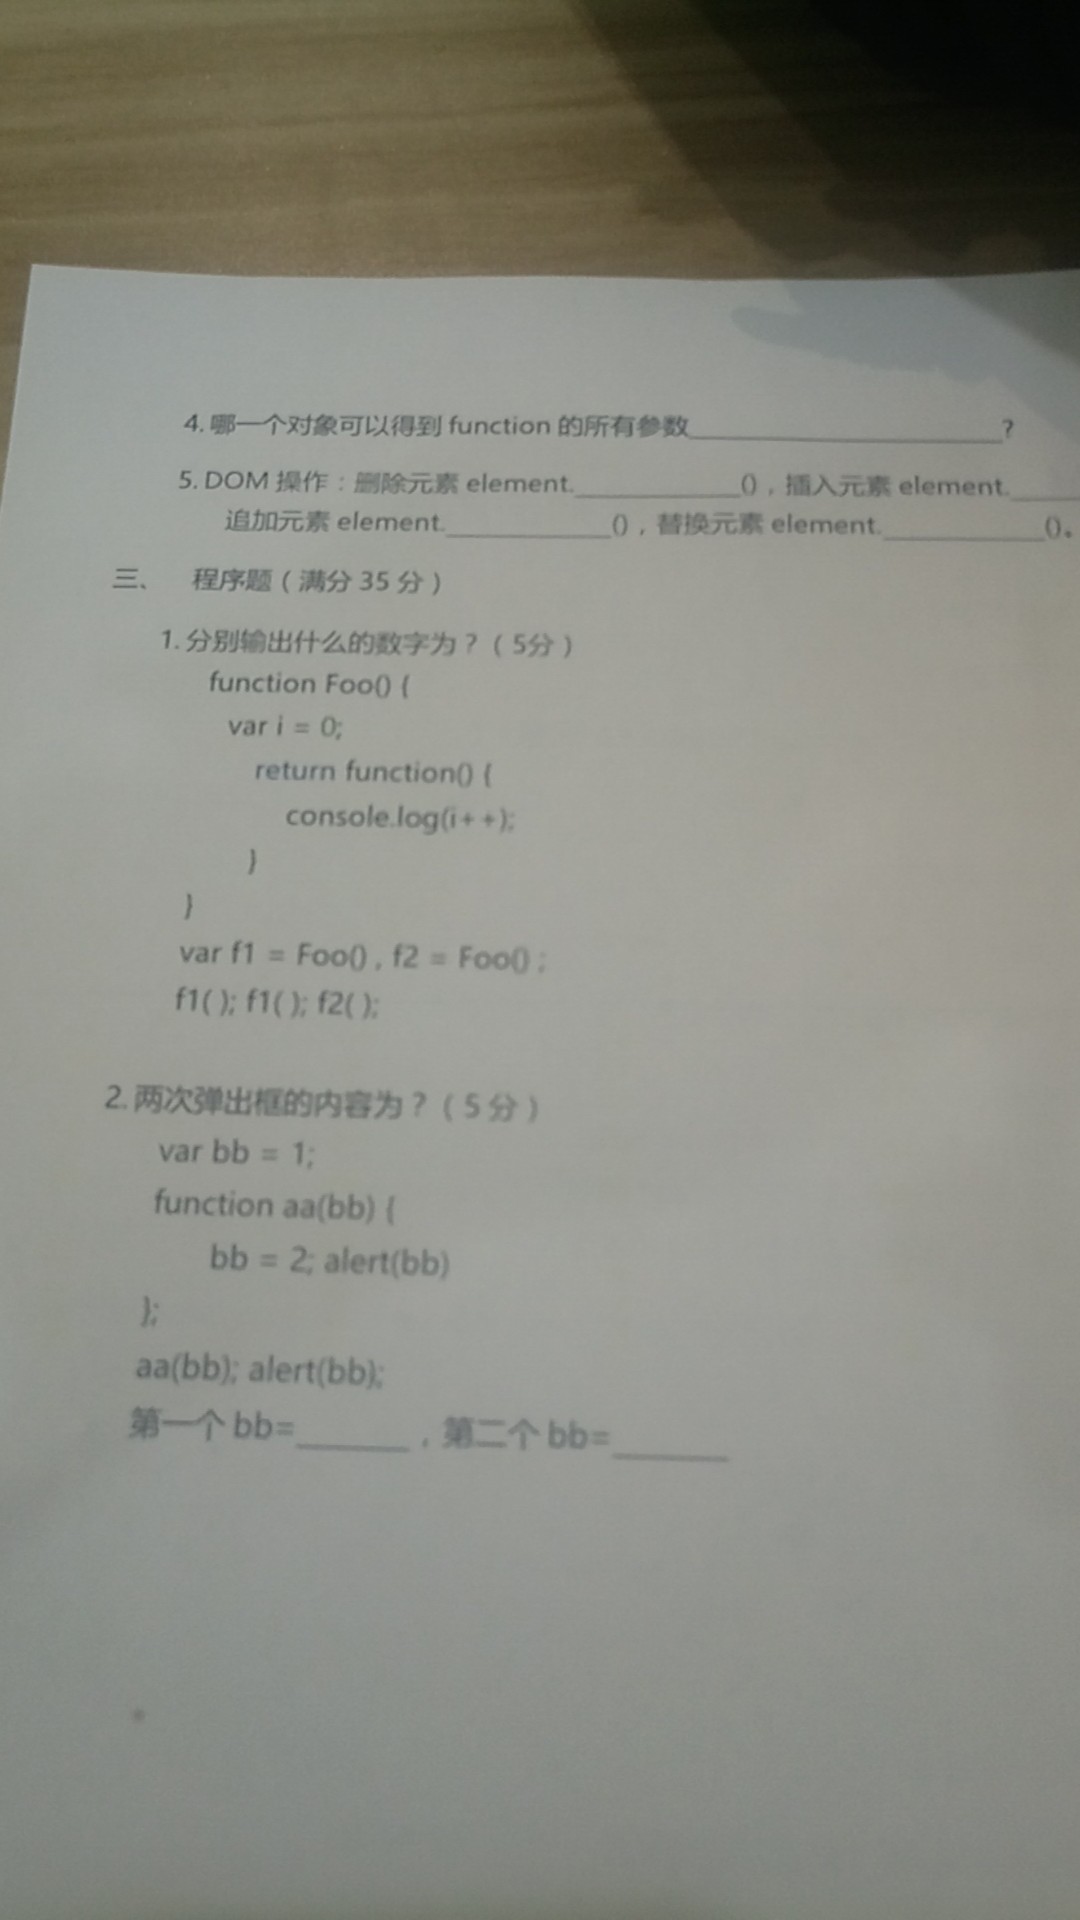 4. 哪一个对象可以得到 function 的所有参数____________________?
5. DOM 操作：删除元素 element.____________()，插入元素 element.______
追加元素 element.____________()，替换元素 element.____________()。
三、 程序题（满分 35 分）
1. 分别输出什么的数字为？（5分）
function Foo() {
var i = 0;
return function() {
console.log(i++);
}
}
var f1 = Foo() , f2 = Foo() ;
f1( ); f1( ); f2( );
2. 两次弹出框的内容为？（5 分）
var bb = 1;
function aa(bb) {
bb = 2; alert(bb)
};
aa(bb); alert(bb);
第一个 bb=______，第二个 bb=______